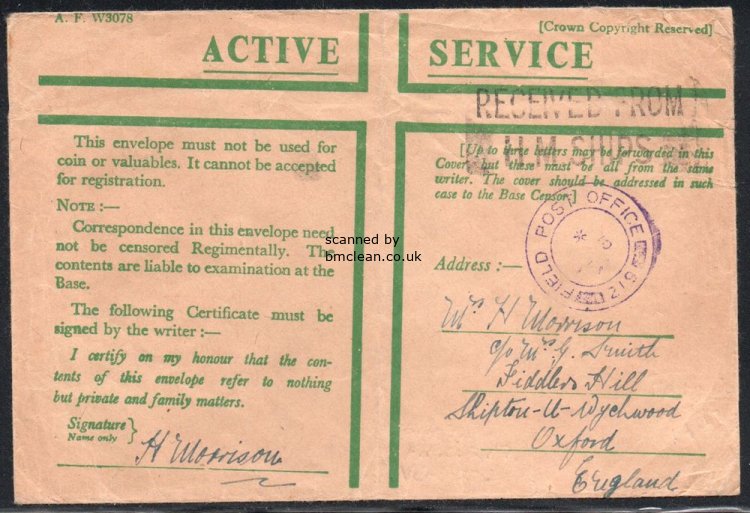 A. F. W3078
[Crown Copyright Reserved]
ACTIVE SERVICE
RECEIVED FROM
H.M. SHIPS
This envelope must not be used for
coin or valuables. It cannot be accepted
for registration.
NOTE :—
Correspondence in this envelope need
not be censored Regimentally. The
contents are liable to examination at the
Base.
The following Certificate must be
signed by the writer :—
I certify on my honour that the con-
tents of this envelope refer to nothing
but private and family matters.
Signature
Name only
H Morrison
[Up to three letters may be forwarded in this
Cover, but these must be all from the same
writer. The cover should be addressed in such
case to the Base Censor.]
FIELD POST OFFICE
Address :—
Mrs H Morrison
c/o Mrs G. Smith
Fiddlers Hill
Shipton-U-Wychwood
Oxford
England
scanned by
bmclean.co.uk